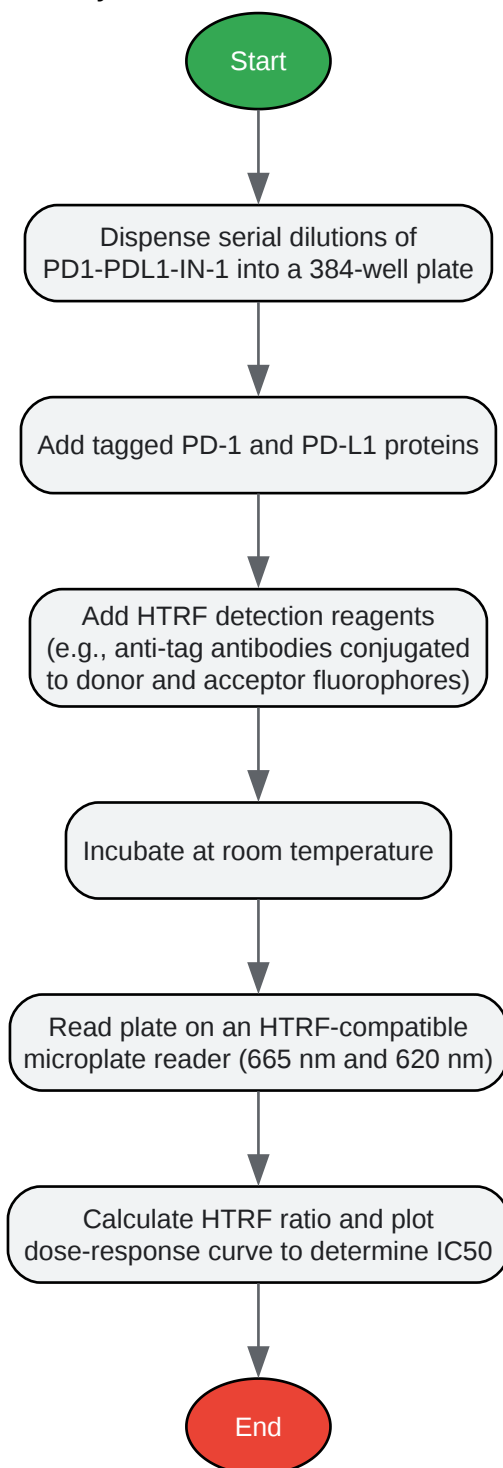 Start
Dispense serial dilutions of
PD1-PDL1-IN-1 into a 384-well plate
Add tagged PD-1 and PD-L1 proteins
Add HTRF detection reagents
(e.g., anti-tag antibodies conjugated
to donor and acceptor fluorophores)
Incubate at room temperature
Read plate on an HTRF-compatible
microplate reader (665 nm and 620 nm)
Calculate HTRF ratio and plot
dose-response curve to determine IC50
End